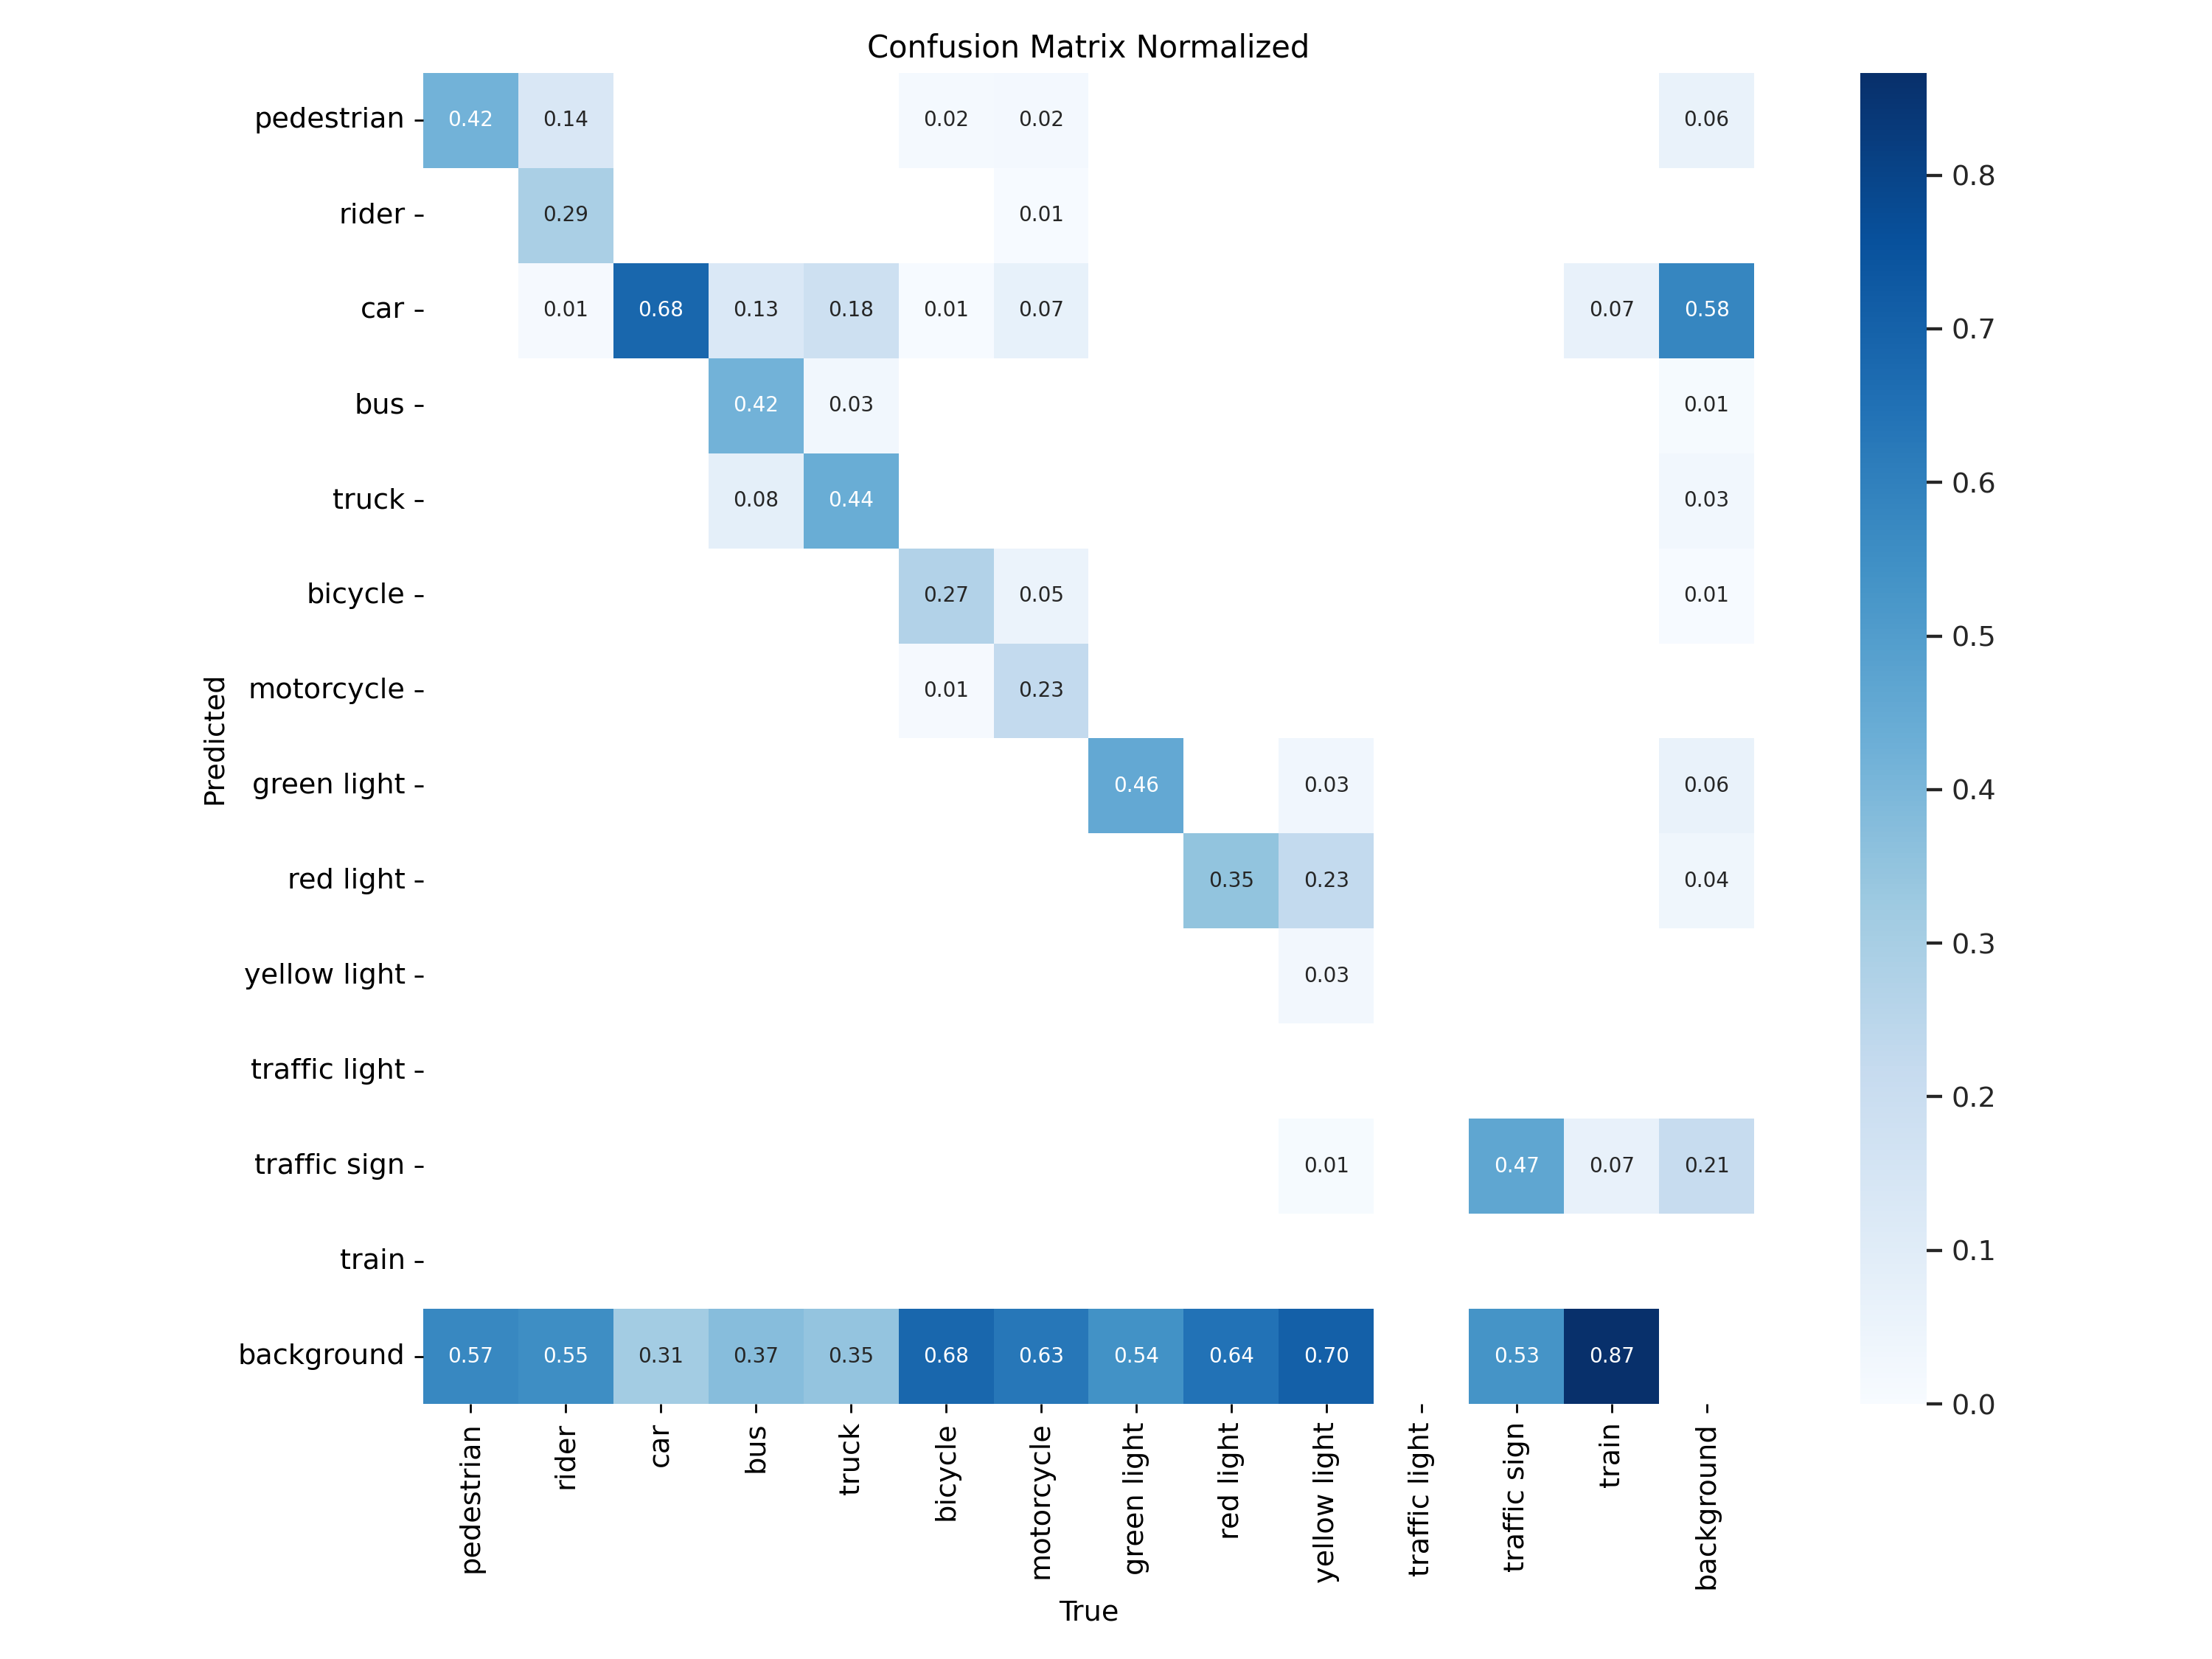 Confusion Matrix Normalized
pedestrian 0.42 0.14 0.02 0.02 0.06
rider 0.29 0.01
car 0.01 0.68 0.13 0.18 0.01 0.07 0.07 0.58
bus 0.42 0.03 0.01
truck 0.08 0.44 0.03
bicycle 0.27 0.05 0.01
motorcycle 0.01 0.23
green light 0.46 0.03 0.06
red light 0.35 0.23 0.04
yellow light 0.03
traffic light
traffic sign 0.01 0.47 0.07 0.21
train
background 0.57 0.55 0.31 0.37 0.35 0.68 0.63 0.54 0.64 0.70 0.53 0.87
Predicted
pedestrian
rider
car
bus
truck
bicycle
motorcycle
green light
red light
yellow light
traffic light
traffic sign
train
background
True
0.8
0.7
0.6
0.5
0.4
0.3
0.2
0.1
0.0